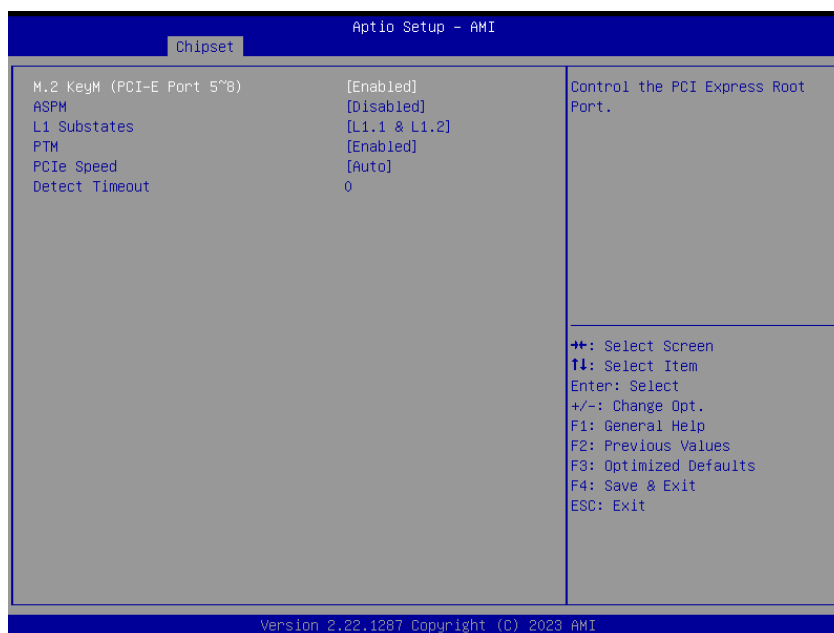 Aptio Setup – AMI
Chipset
M.2 KeyM (PCI-E Port 5~8) [Enabled]
ASPM [Disabled]
L1 Substates [L1.1 & L1.2]
PTM [Enabled]
PCIe Speed [Auto]
Detect Timeout 0
Control the PCI Express Root
Port.
→←: Select Screen
↑↓: Select Item
Enter: Select
+/-: Change Opt.
F1: General Help
F2: Previous Values
F3: Optimized Defaults
F4: Save & Exit
ESC: Exit
Version 2.22.1287 Copyright (C) 2023 AMI